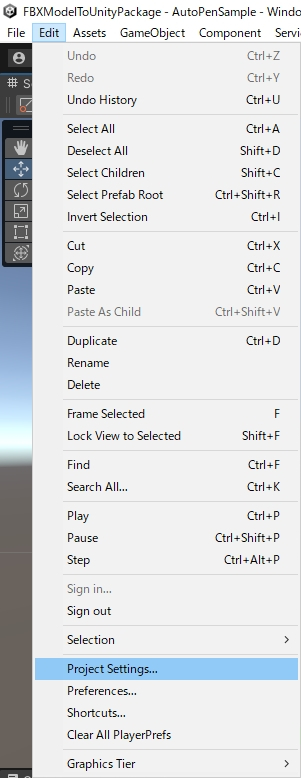 FBXModelToUnityPackage - AutoPenSample - Windo
File Edit Assets GameObject Component Servi
# S
Undo Ctrl+Z
Redo Ctrl+Y
Undo History Ctrl+U
Select All Ctrl+A
Deselect All Shift+D
Select Children Shift+C
Select Prefab Root Ctrl+Shift+R
Invert Selection Ctrl+I
Cut Ctrl+X
Copy Ctrl+C
Paste Ctrl+V
Paste As Child Ctrl+Shift+V
Duplicate Ctrl+D
Rename
Delete
Frame Selected F
Lock View to Selected Shift+F
Find Ctrl+F
Search All... Ctrl+K
Play Ctrl+P
Pause Ctrl+Shift+P
Step Ctrl+Alt+P
Sign in...
Sign out
Selection >
Project Settings...
Preferences...
Shortcuts...
Clear All PlayerPrefs
Graphics Tier >